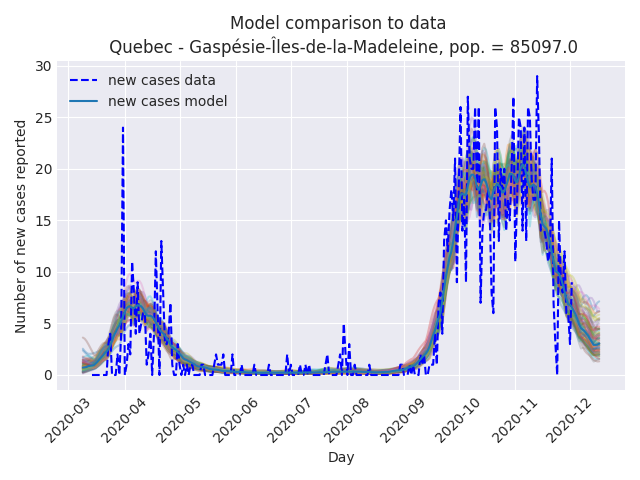 Model comparison to data
Quebec - Gaspésie-Îles-de-la-Madeleine, pop. = 85097.0
new cases data
new cases model
Number of new cases reported
30
25
20
15
10
5
0
2020-03
2020-04
2020-05
2020-06
2020-07
2020-08
2020-09
2020-10
2020-11
2020-12
Day